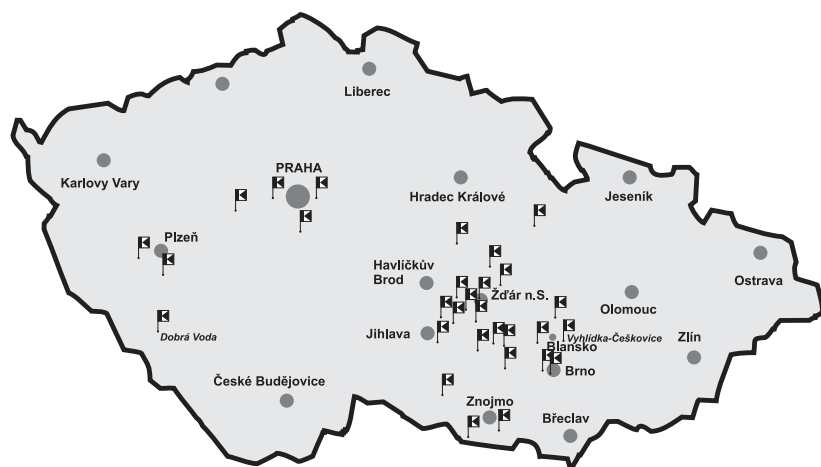 Liberec
PRAHA
Karlovy Vary
Hradec Králové
Jeseník
Plzeň
Havlíčkův
Brod
Ostrava
Žďár n.S.
Olomouc
Dobrá Voda
Jihlava
Vyhlídka-Češkovice
Blansko
Zlín
Brno
České Budějovice
Znojmo
Břeclav